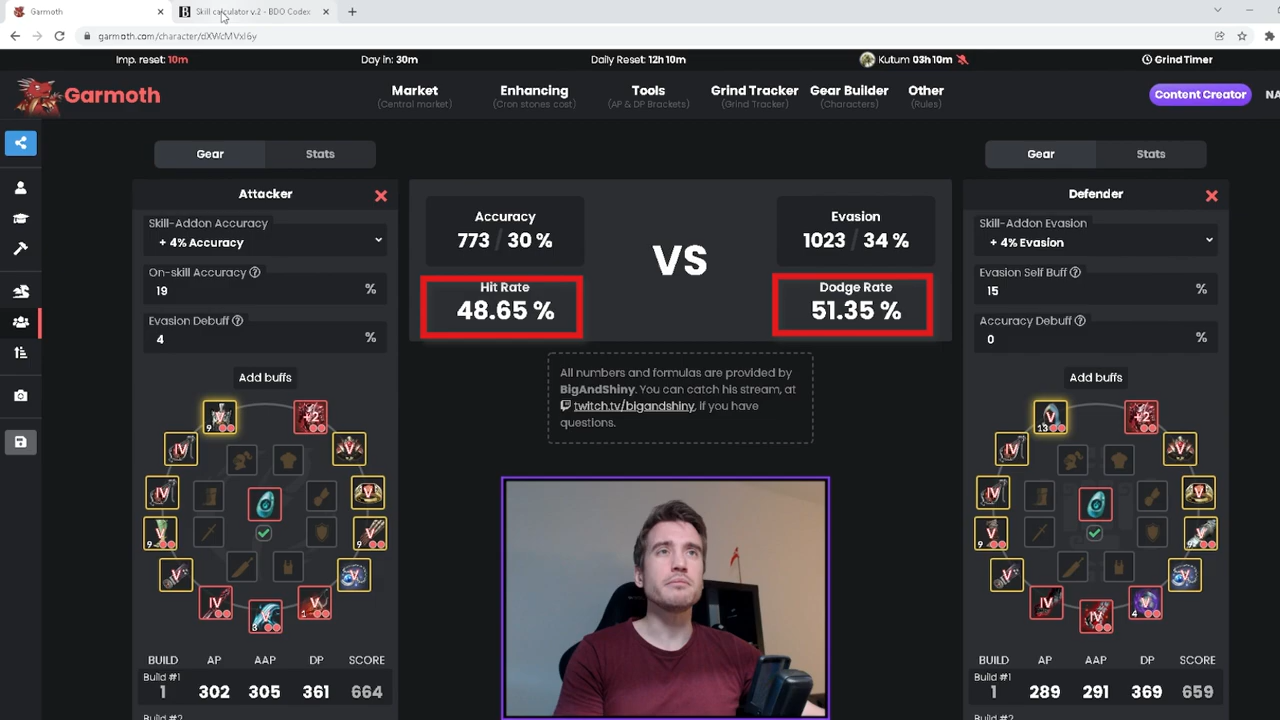 Garmoth
Skill calculator v.2 - BDO Codex
garmoth.com/character/dXWcMVxI6y
Imp. reset: 10m
Day in: 30m
Daily Reset: 12h 10m
Kutum 03h 10m
Grind Timer
Garmoth
Market
(Central market)
Enhancing
(Cron stones cost)
Tools
(AP & DP Brackets)
Grind Tracker
(Grind Tracker)
Gear Builder
(Characters)
Other
(Rules)
Content Creator
NA
Gear
Stats
Attacker
Skill-Addon Accuracy
+ 4% Accuracy
On-skill Accuracy
19 %
Evasion Debuff
4 %
Add buffs
Accuracy
773 / 30 %
Hit Rate
48.65 %
VS
Evasion
1023 / 34 %
Dodge Rate
51.35 %
All numbers and formulas are provided by
BigAndShiny. You can catch his stream, at
twitch.tv/bigandshiny, If you have
questions.
Gear
Stats
Defender
Skill-Addon Evasion
+ 4% Evasion
Evasion Self Buff
15 %
Accuracy Debuff
0 %
Add buffs
BUILD AP AAP DP SCORE
Build #1
1 302 305 361 664
Build #2
BUILD AP AAP DP SCORE
Build #1
1 289 291 369 659
Build #2